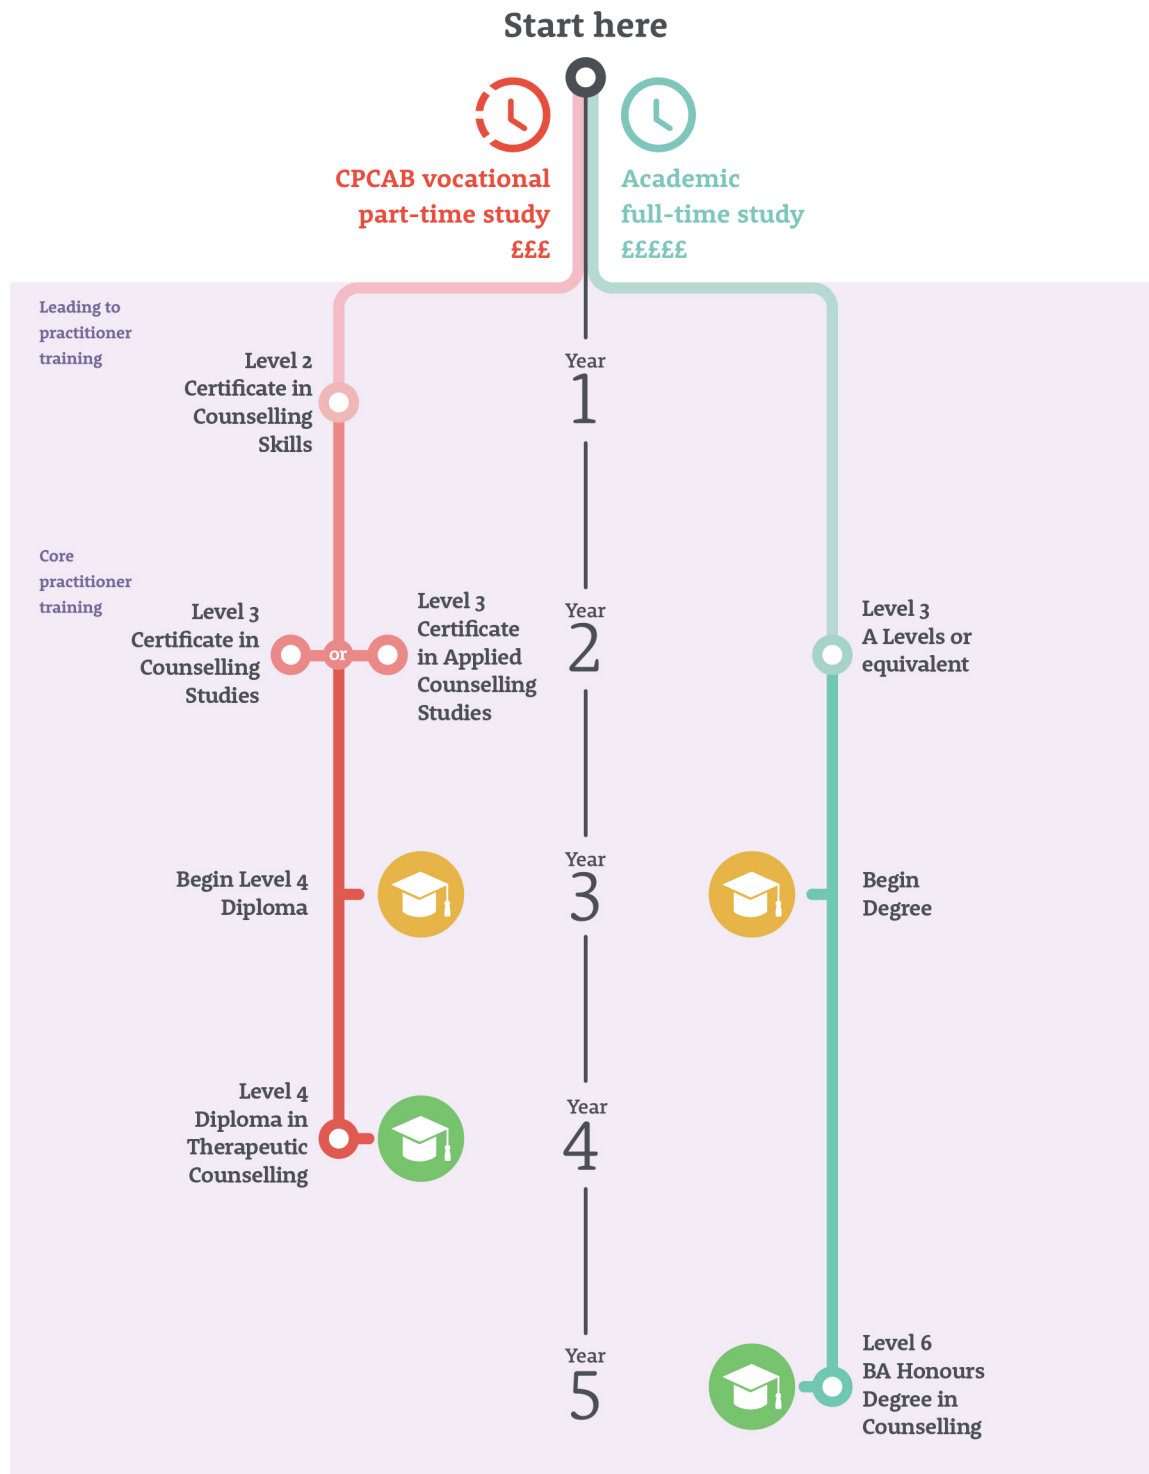 Start here
CPCAB vocational
part-time study
£££
Academic
full-time study
£££££
Leading to
practitioner
training
Level 2
Certificate in
Counselling
Skills
Year
1
Core
practitioner
training
Level 3
Certificate in
Counselling
Studies
or
Level 3
Certificate
in Applied
Counselling
Studies
Year
2
Level 3
A Levels or
equivalent
Begin Level 4
Diploma
Year
3
Begin
Degree
Level 4
Diploma in
Therapeutic
Counselling
Year
4
Year
5
Level 6
BA Honours
Degree in
Counselling